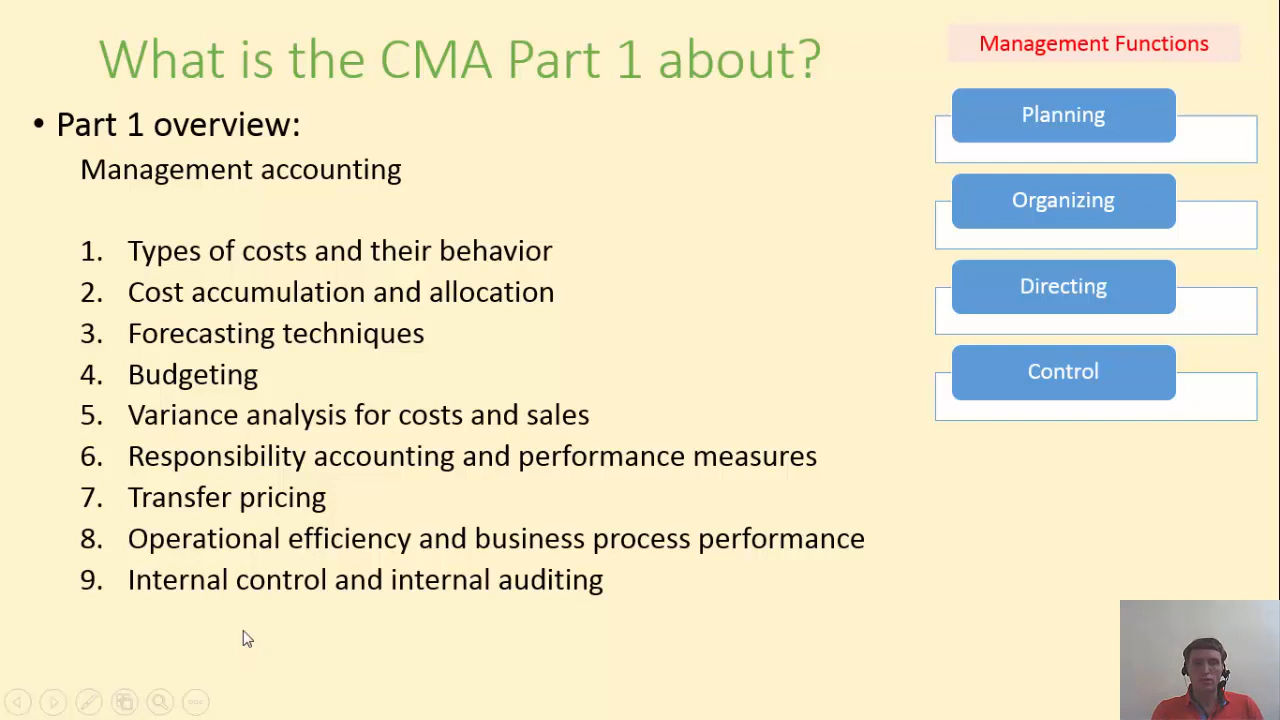 What is the CMA Part 1 about?
• Part 1 overview:
Management accounting
1. Types of costs and their behavior
2. Cost accumulation and allocation
3. Forecasting techniques
4. Budgeting
5. Variance analysis for costs and sales
6. Responsibility accounting and performance measures
7. Transfer pricing
8. Operational efficiency and business process performance
9. Internal control and internal auditing
Management Functions
Planning
Organizing
Directing
Control